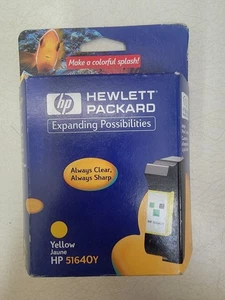 Make a colorful splash!
hp HEWLETT
PACKARD
Expanding Possibilities
Always Clear,
Always Sharp
Yellow
Jaune
HP 51640Y